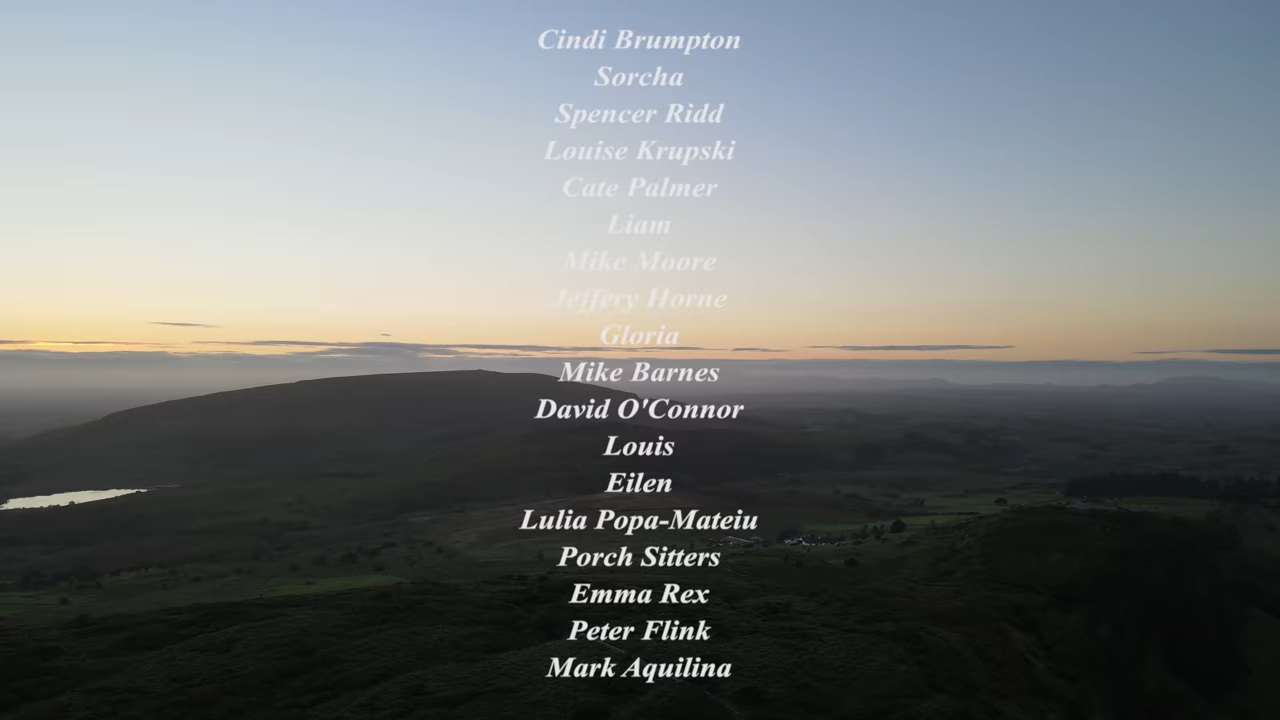 Cindi Brumpton
Sorcha
Spencer Ridd
Louise Krupski
Cate Palmer
Liam
Mike Moore
Jeffery Horne
Gloria
Mike Barnes
David O'Connor
Louis
Eilen
Lulia Popa-Mateiu
Porch Sitters
Emma Rex
Peter Flink
Mark Aquilina